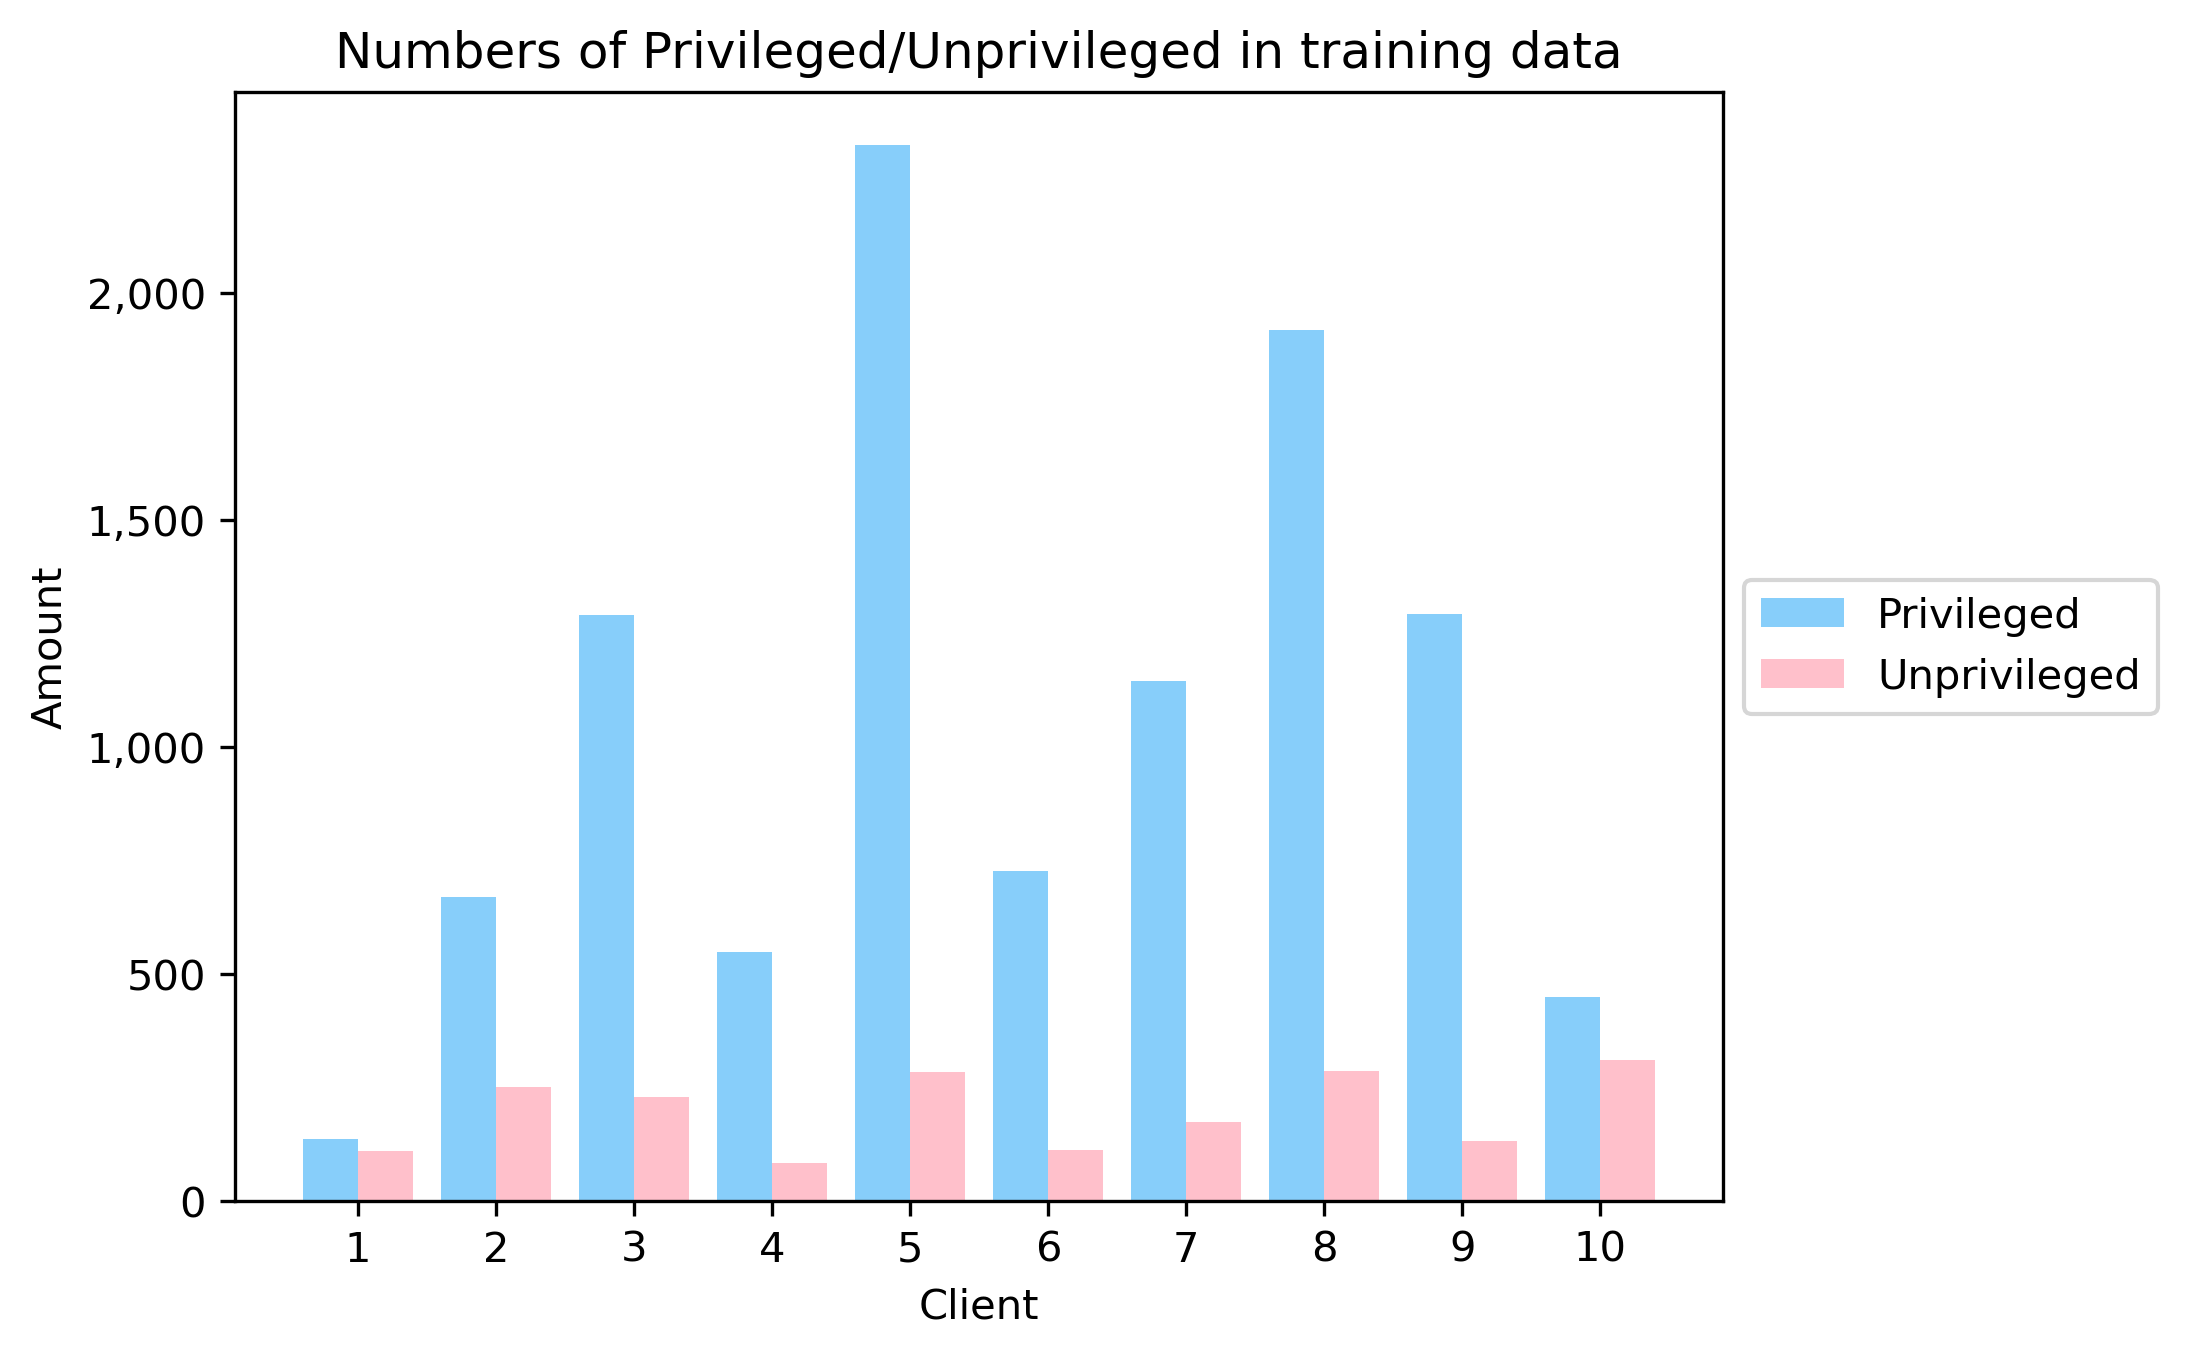 Numbers of Privileged/Unprivileged in training data
2,000
1,500
1,000
500
0
Amount
1 2 3 4 5 6 7 8 9 10
Client
Privileged
Unprivileged